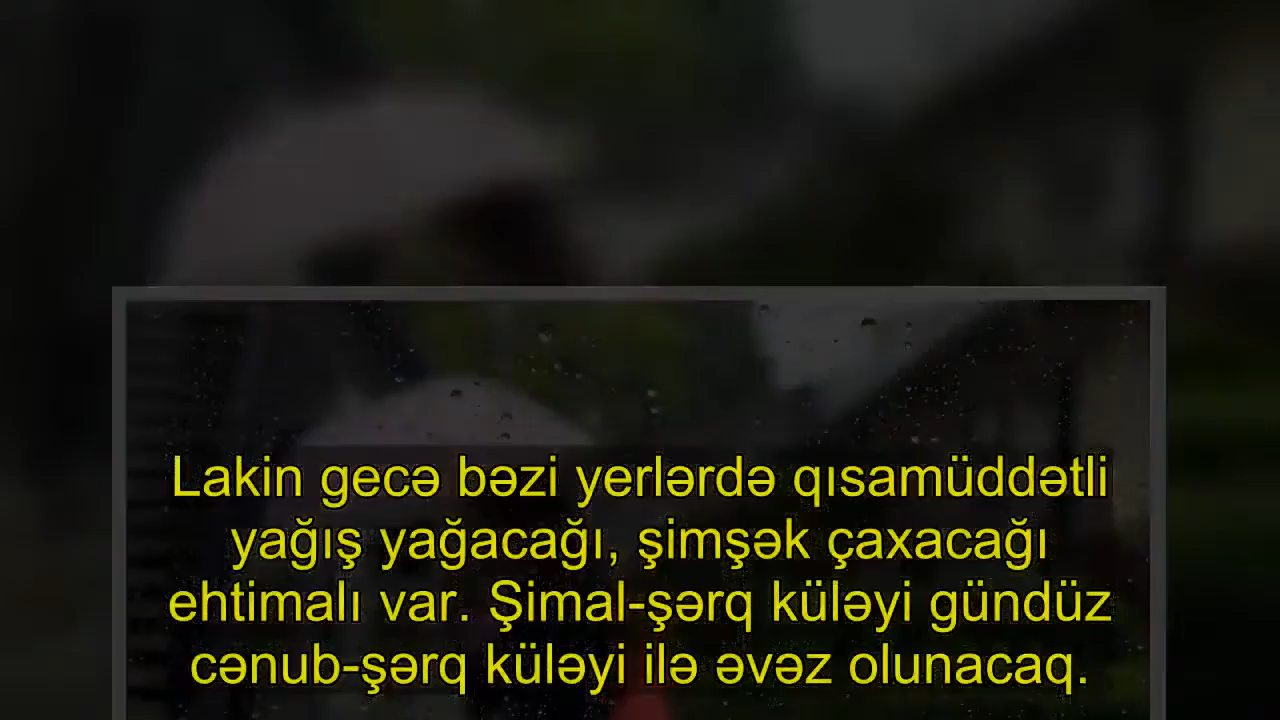 Lakin gecə bəzi yerlərdə qısamüddətli
yağış yağacağı, şimşək çaxacağı
ehtimalı var. Şimal-şərq küləyi gündüz
cənub-şərq küləyi ilə əvəz olunacaq.